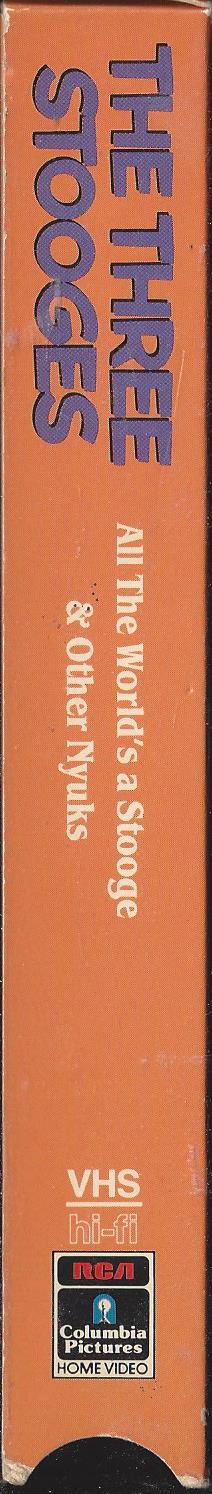 THE THREE
STOOGES
All The World's a Stooge
& Other Nyuks
VHS
hi-fi
RCA
Columbia
Pictures
HOME VIDEO